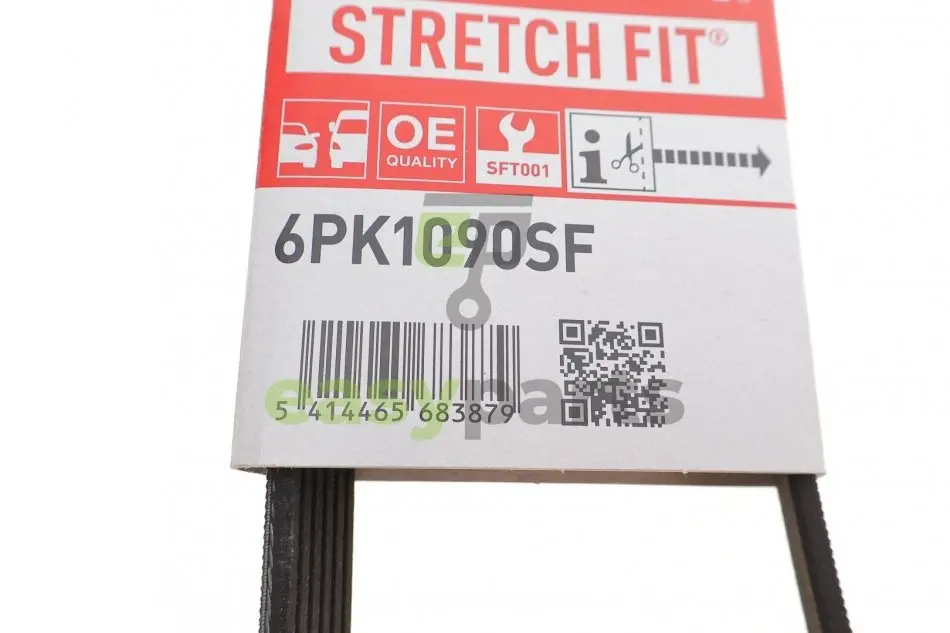 STRETCH FIT®
OE
QUALITY
SFT001
i
6PK1090SF
E
easyparts
5 414465 683879